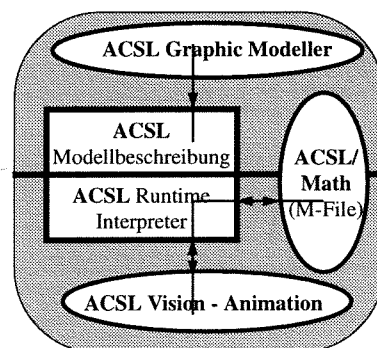 ACSL Graphic Modeller
ACSL
Modellbeschreibung
ACSL Runtime
Interpreter
ACSL/
Math
(M-File)
ACSL Vision - Animation